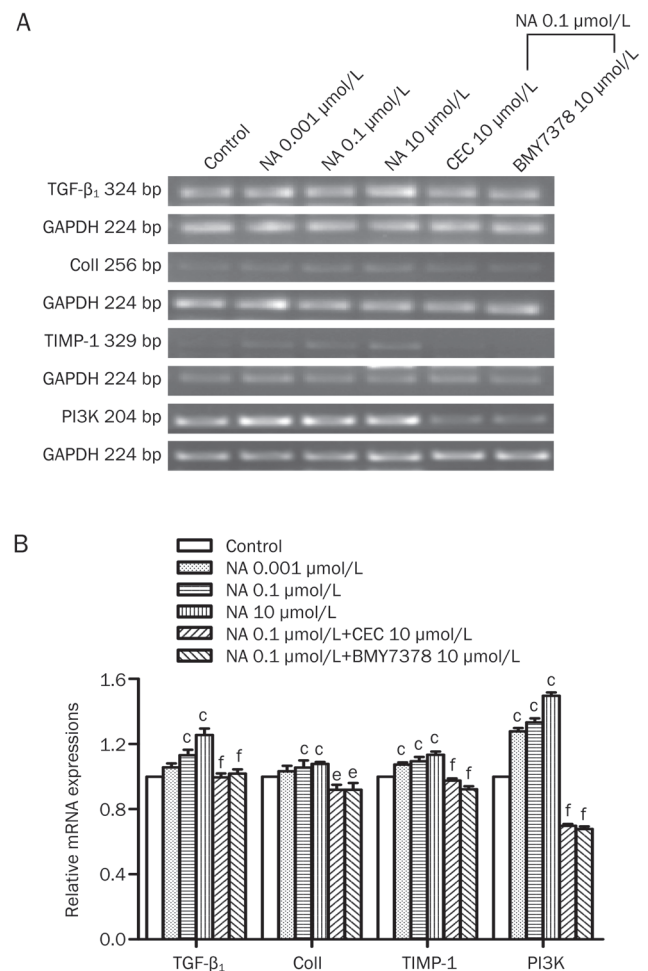 A
NA 0.1 µmol/L
Control
NA 0.001 µmol/L
NA 0.1 µmol/L
NA 10 µmol/L
CEC 10 µmol/L
BMY7378 10 µmol/L
TGF-β₁ 324 bp
GAPDH 224 bp
ColI 256 bp
GAPDH 224 bp
TIMP-1 329 bp
GAPDH 224 bp
PI3K 204 bp
GAPDH 224 bp
B
Control
NA 0.001 µmol/L
NA 0.1 µmol/L
NA 10 µmol/L
NA 0.1 µmol/L+CEC 10 µmol/L
NA 0.1 µmol/L+BMY7378 10 µmol/L
Relative mRNA expressions
1.6
1.2
0.8
0.4
0.0
c c f f
c c e e
c c c f f
c c c f f
TGF-β₁ ColI TIMP-1 PI3K